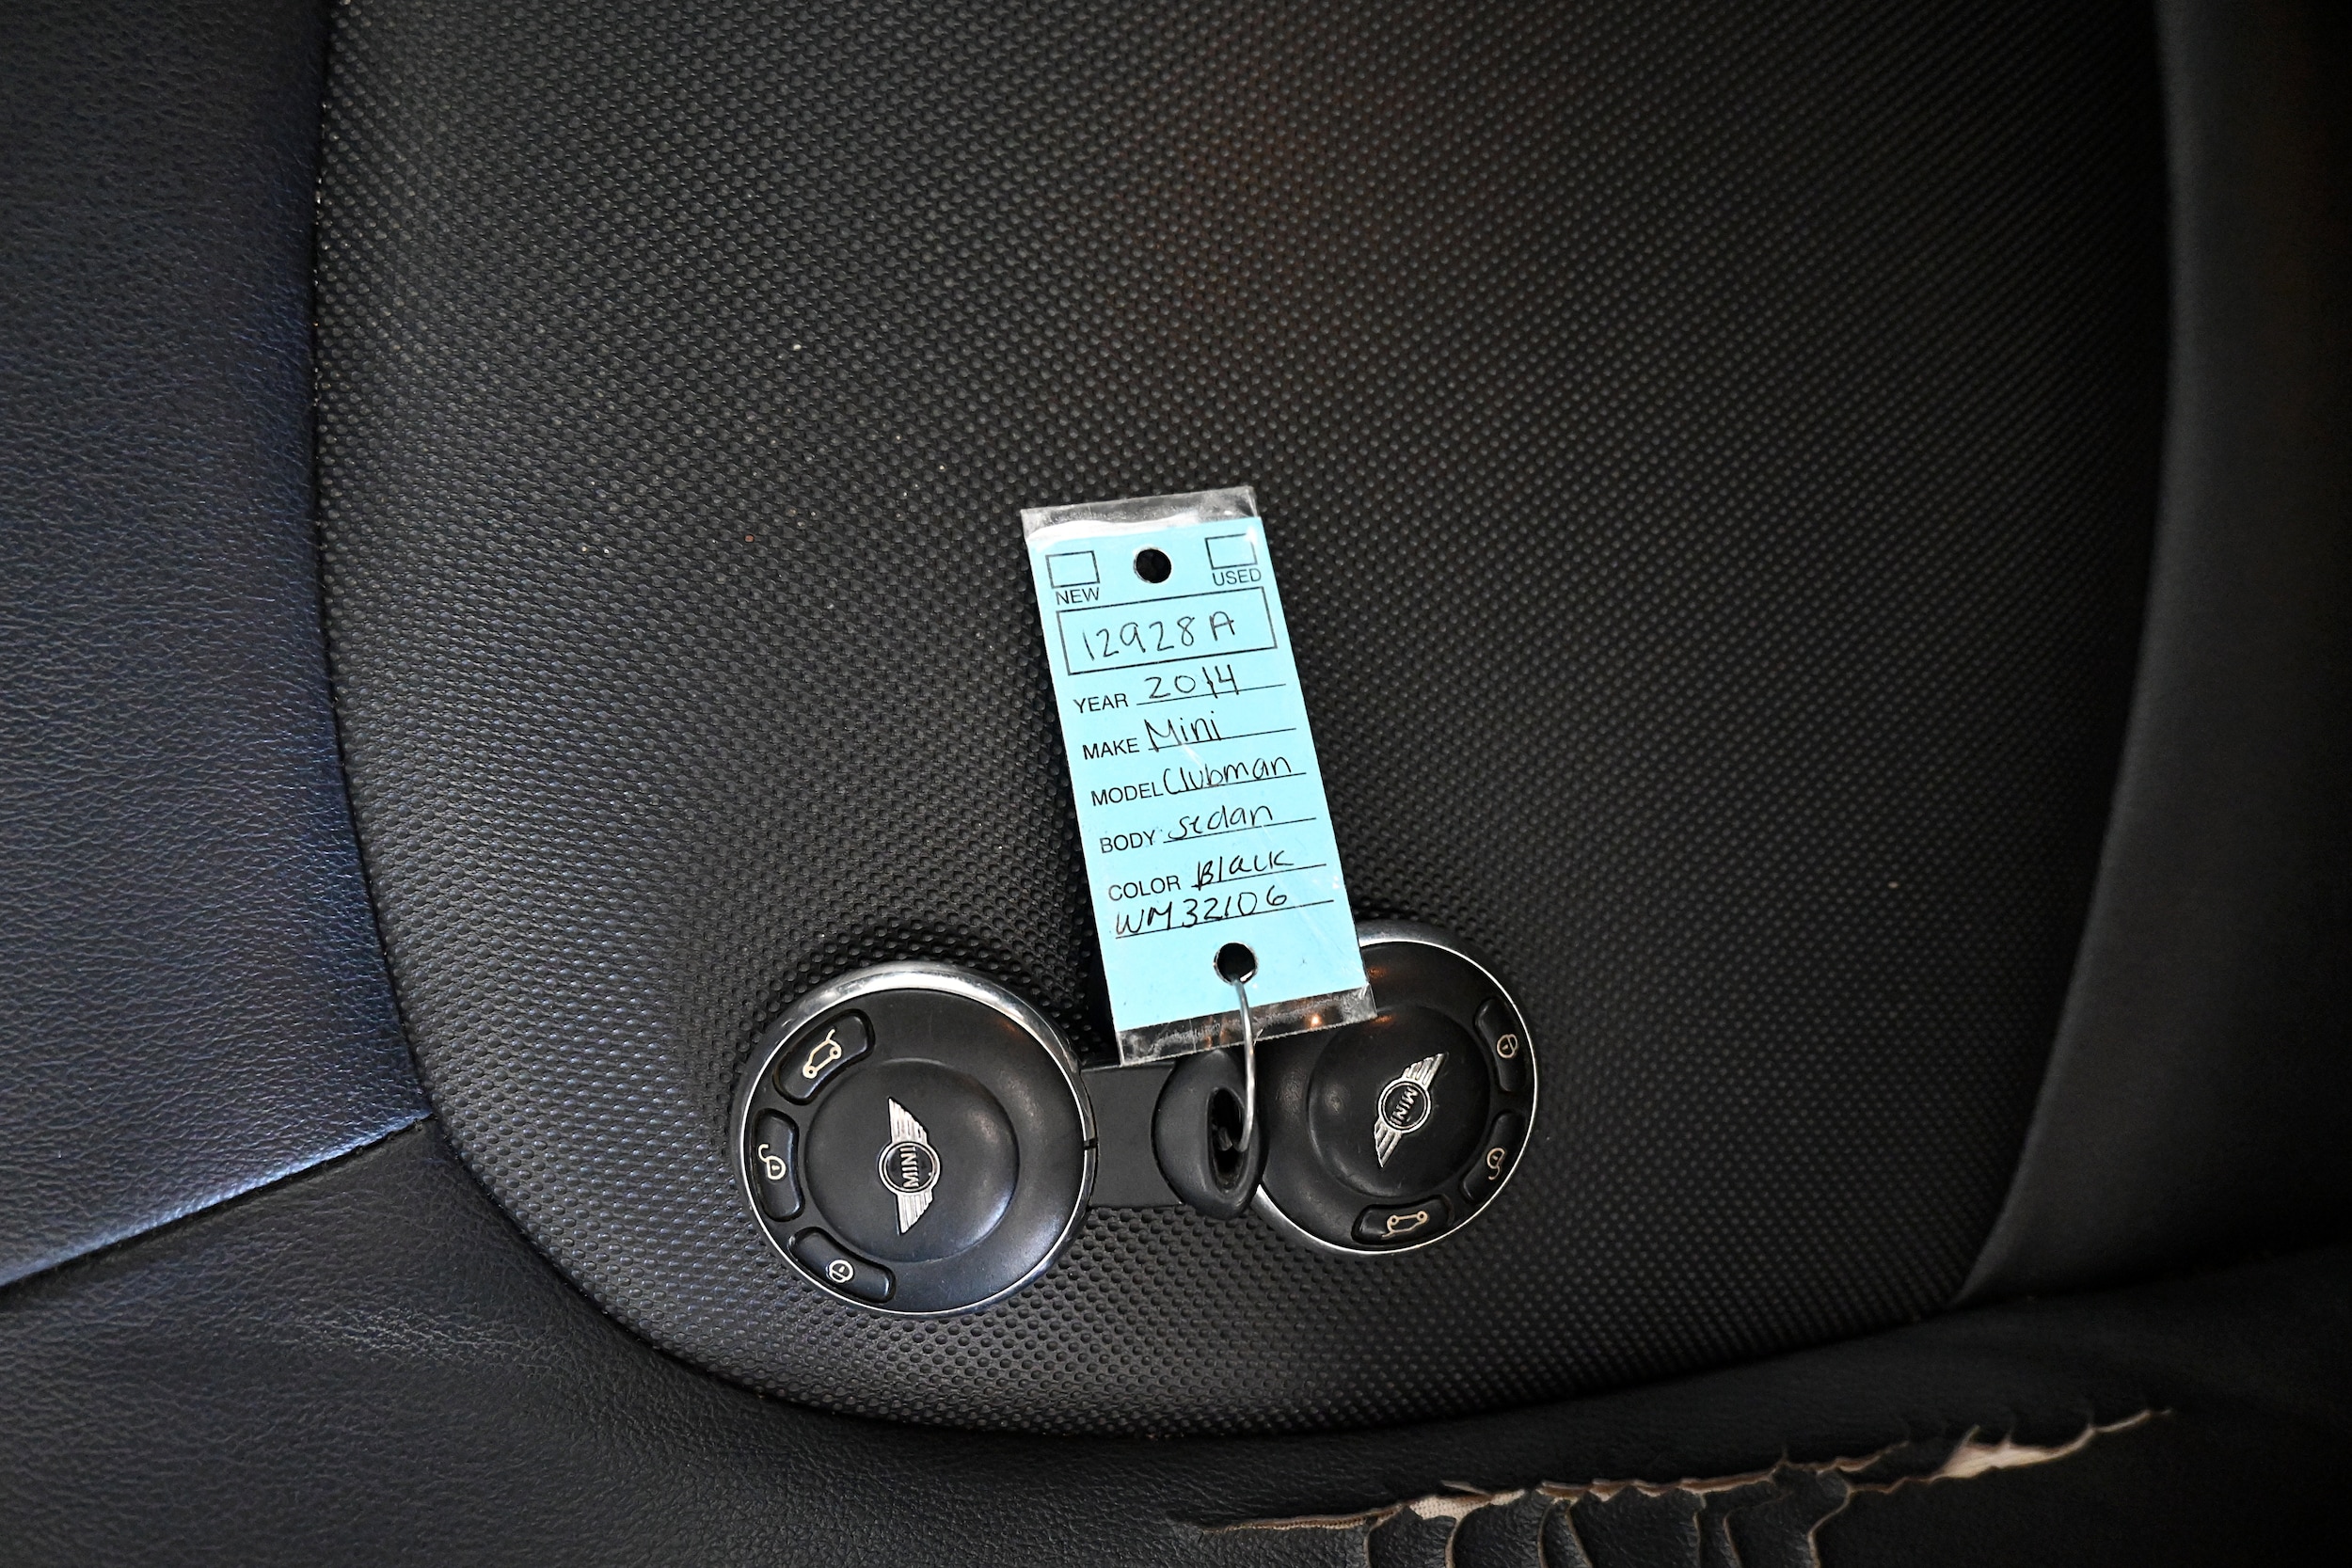 NEW USED
12928A
YEAR 2014
MAKE Mini
MODEL Clubman
BODY sedan
COLOR Black
WM32106
MINI
MINI